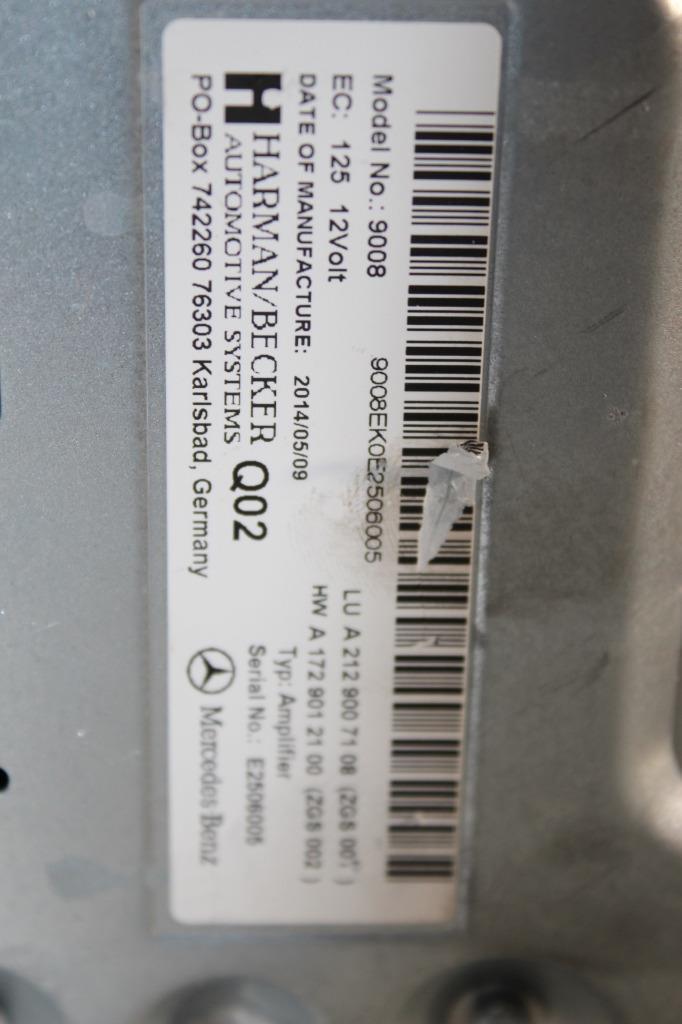 Model No.: 9008
9008EK0E2506005
EC: 125 12Volt
DATE OF MANUFACTURE: 2014/05/09
HARMAN/BECKER
AUTOMOTIVE SYSTEMS
Q02
PO-Box 742260 76303 Karlsbad, Germany
LU A 212 900 71 08 (ZGS 001)
HW A 172 901 21 00 (ZGS 002)
Typ: Amplifier
Serial No.: E2506005
Mercedes Benz